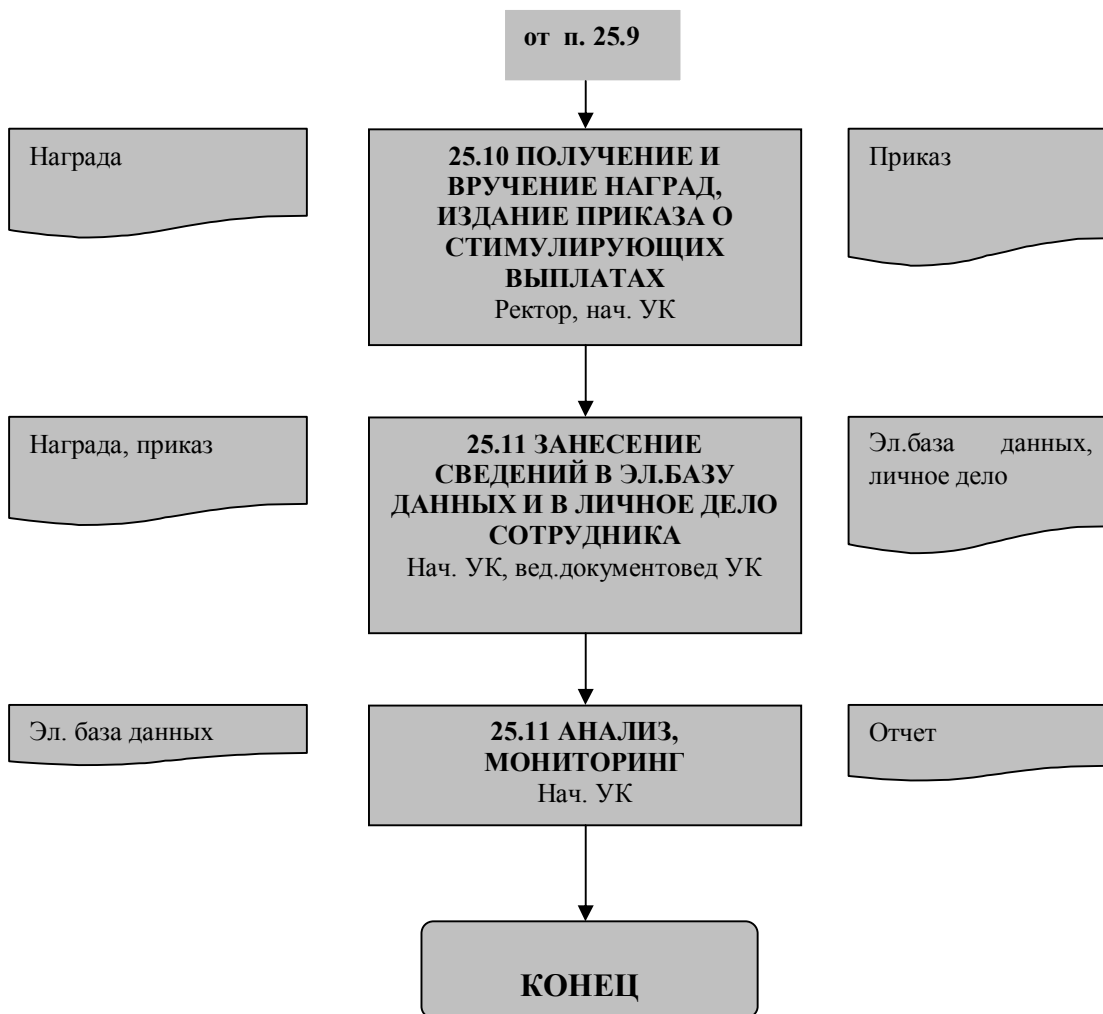 от п. 25.9
Награда
25.10 ПОЛУЧЕНИЕ И
ВРУЧЕНИЕ НАГРАД,
ИЗДАНИЕ ПРИКАЗА О
СТИМУЛИРУЮЩИХ
ВЫПЛАТАХ
Ректор, нач. УК
Приказ
Награда, приказ
25.11 ЗАНЕСЕНИЕ
СВЕДЕНИЙ В ЭЛ.БАЗУ
ДАННЫХ И В ЛИЧНОЕ ДЕЛО
СОТРУДНИКА
Нач. УК, вед.документовед УК
Эл.база данных,
личное дело
Эл. база данных
25.11 АНАЛИЗ,
МОНИТОРИНГ
Нач. УК
Отчет
КОНЕЦ